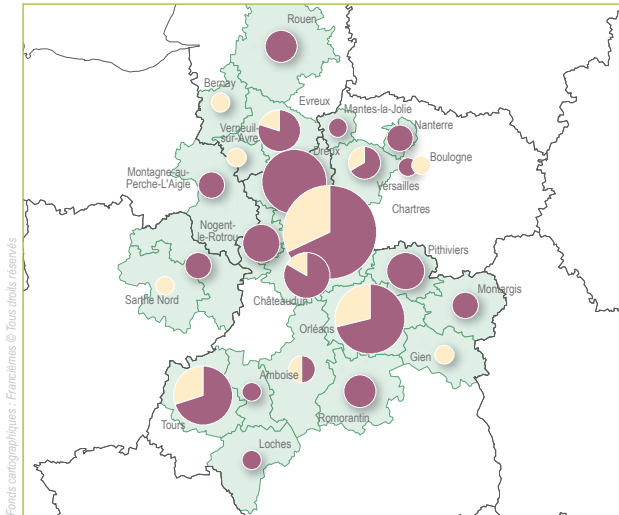 Rouen
Bernay
Evreux
Mantes-la-Jolie
Nanterre
Verneuil-
sur-Avre
Dreux
Boulogne
Montagne-au-
Perche-L'Aigle
Versailles
Chartres
Nogent-
le-Rotrou
Pithiviers
Sarthe Nord
Châteaudun
Montargis
Orléans
Gien
Amboise
Romorantin
Tours
Loches
Fonds cartographiques : Francièmes © Tous droits réservés